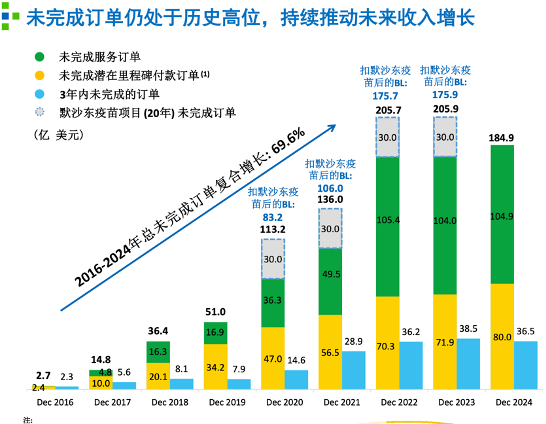 未完成订单仍处于历史高位，持续推动未来收入增长
未完成服务订单
未完成潜在里程碑付款订单(1)
3年内未完成的订单
默沙东疫苗项目 (20年) 未完成订单
(亿 美元)
2016-2024年总未完成订单复合增长: 69.6%
扣默沙东疫
苗后的BL:
83.2
113.2
扣默沙东疫
苗后的BL:
106.0
136.0
扣默沙东疫
苗后的BL:
175.7
205.7
扣默沙东疫
苗后的BL:
175.9
205.9
184.9
2.7
2.4
2.3
14.8
4.8
10.0
5.6
36.4
16.3
20.1
8.1
51.0
16.9
34.2
7.9
30.0
36.3
47.0
14.6
30.0
49.5
56.5
28.9
30.0
105.4
70.3
36.2
30.0
104.0
71.9
38.5
104.9
80.0
36.5
Dec 2016 Dec 2017 Dec 2018 Dec 2019 Dec 2020 Dec 2021 Dec 2022 Dec 2023 Dec 2024
注: